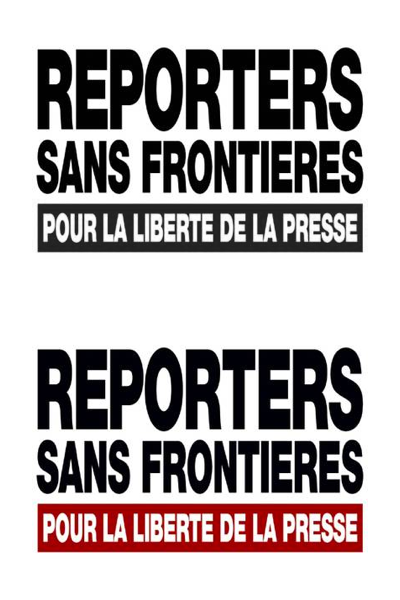 REPORTERS
SANS FRONTIERES
POUR LA LIBERTE DE LA PRESSE
REPORTERS
SANS FRONTIERES
POUR LA LIBERTE DE LA PRESSE